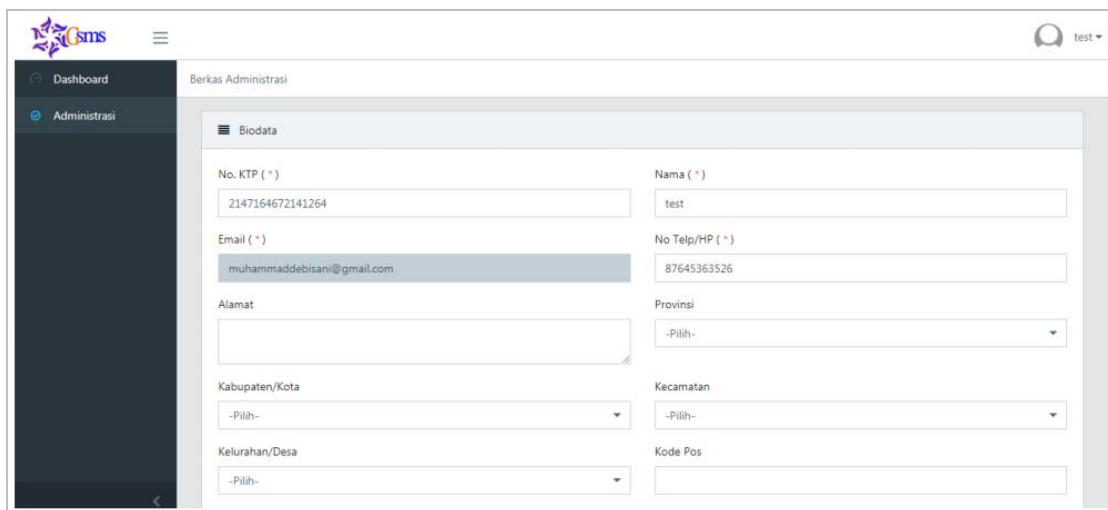 Gsms
test
Dashboard
Berkas Administrasi
Administrasi
Biodata
No. KTP ( * )
Nama ( * )
2147164672141264
test
Email ( * )
No Telp/HP ( * )
muhammaddebisani@gmail.com
87645363526
Alamat
Provinsi
-Pilih-
Kabupaten/Kota
Kecamatan
-Pilih-
-Pilih-
Kelurahan/Desa
Kode Pos
-Pilih-